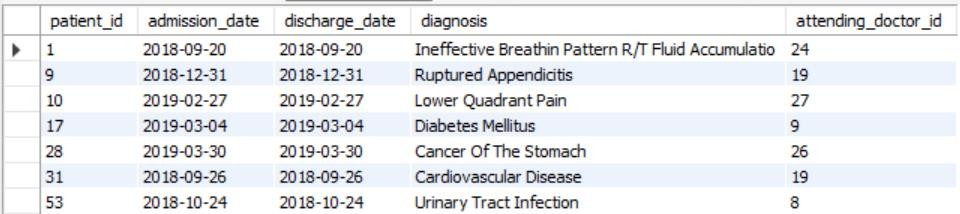 patient_id admission_date discharge_date diagnosis attending_doctor_id
1 2018-09-20 2018-09-20 Ineffective Breathin Pattern R/T Fluid Accumulatio 24
9 2018-12-31 2018-12-31 Ruptured Appendicitis 19
10 2019-02-27 2019-02-27 Lower Quadrant Pain 27
17 2019-03-04 2019-03-04 Diabetes Mellitus 9
28 2019-03-30 2019-03-30 Cancer Of The Stomach 26
31 2018-09-26 2018-09-26 Cardiovascular Disease 19
53 2018-10-24 2018-10-24 Urinary Tract Infection 8